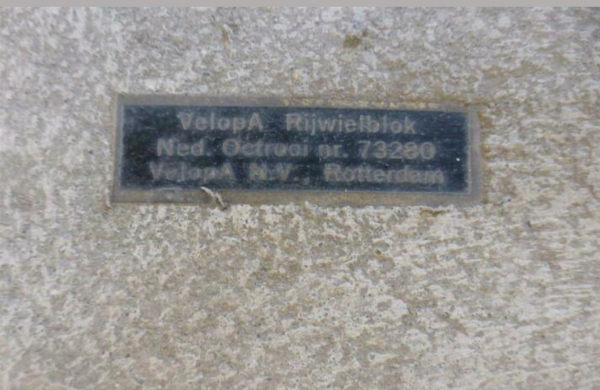 VelopA Rijwielblok
Ned. Octrooi nr. 73280
VelopA N.V. Rotterdam